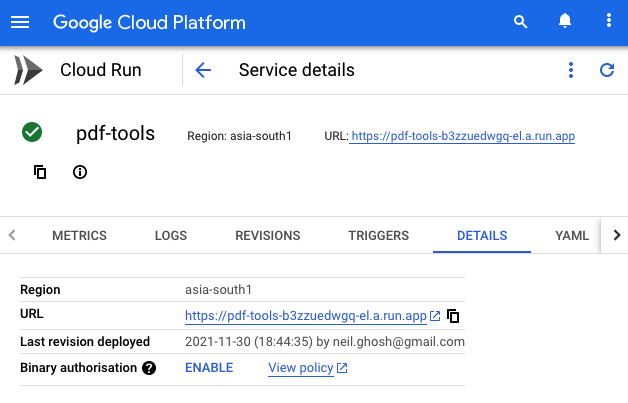 Google Cloud Platform
Cloud Run Service details
pdf-tools Region: asia-south1 URL: https://pdf-tools-b3zzuedwgq-el.a.run.app
METRICS LOGS REVISIONS TRIGGERS DETAILS YAML
Region asia-south1
URL https://pdf-tools-b3zzuedwgq-el.a.run.app
Last revision deployed 2021-11-30 (18:44:35) by neil.ghosh@gmail.com
Binary authorisation ? ENABLE View policy